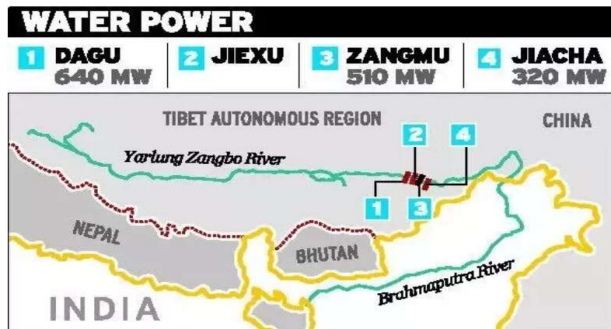 WATER POWER
1 DAGU 640 MW
2 JIEXU
3 ZANGMU 510 MW
4 JIACHA 320 MW
TIBET AUTONOMOUS REGION
CHINA
2
4
Yarlung Zangbo River
1
3
NEPAL
BHUTAN
Brahmaputra River
INDIA